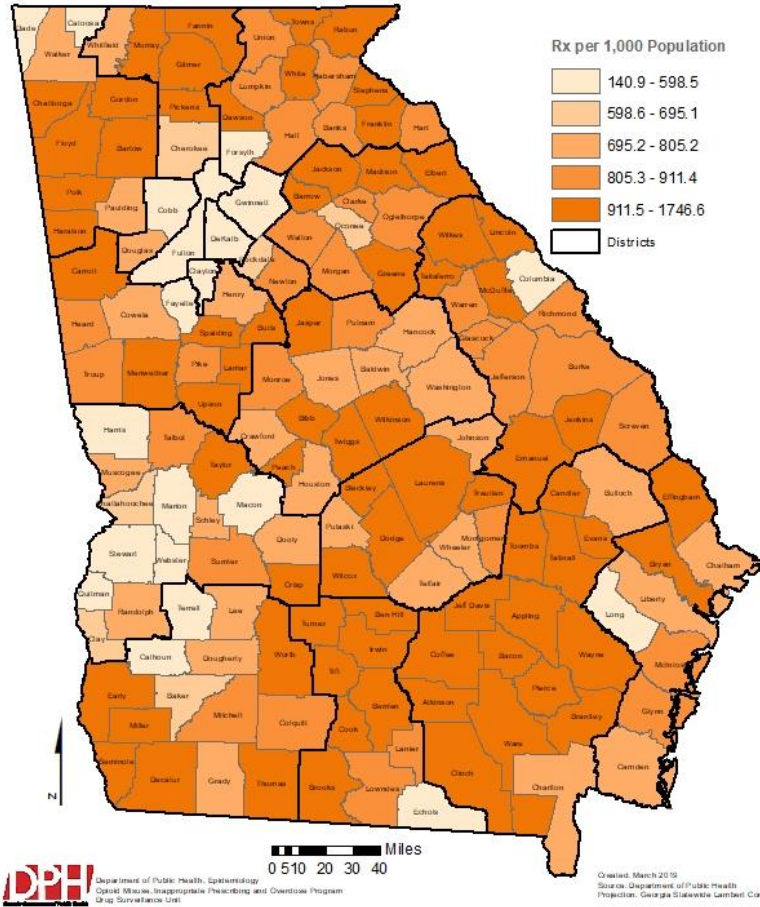 Rx per 1,000 Population
140.9 - 598.5
598.6 - 695.1
695.2 - 805.2
805.3 - 911.4
911.5 - 1746.6
Districts
Dade
Catoosa
Walker
Whitfield
Murray
Fannin
Gilmer
Union
Towns
Rabun
White
Habersham
Stephens
Lumpkin
Chattooga
Gordon
Pickens
Dawson
Hall
Banks
Franklin
Hart
Floyd
Bartow
Cherokee
Forsyth
Jackson
Madison
Elbert
Polk
Paulding
Cobb
Gwinnett
Barrow
Clarke
Oglethorpe
Oconee
Haralson
Douglas
Fulton
DeKalb
Walton
Wilkes
Lincoln
Carroll
Clayton
Rockdale
Newton
Morgan
Greene
Taliaferro
McDuffie
Columbia
Fayette
Henry
Warren
Richmond
Heard
Coweta
Spalding
Butts
Jasper
Putnam
Hancock
Glascock
Burke
Troup
Meriwether
Pike
Lamar
Monroe
Jones
Baldwin
Washington
Jefferson
Upson
Harris
Talbot
Crawford
Bibb
Twiggs
Wilkinson
Johnson
Jenkins
Screven
Emanuel
Muscogee
Taylor
Peach
Houston
Laurens
Treutlen
Candler
Bulloch
Effingham
Marion
Macon
Bleckley
Schley
Dooly
Pulaski
Dodge
Wheeler
Toombs
Tattnall
Evans
Bryan
Chatham
Stewart
Webster
Sumter
Crisp
Wilcox
Telfair
Quitman
Randolph
Terrell
Lee
Turner
Ben Hill
Jeff Davis
Appling
Long
Liberty
Clay
Calhoun
Dougherty
Worth
Tift
Irwin
Coffee
Bacon
Wayne
McIntosh
Early
Baker
Mitchell
Colquitt
Berrien
Atkinson
Pierce
Brantley
Glynn
Miller
Cook
Lanier
Ware
Seminole
Decatur
Grady
Thomas
Brooks
Lowndes
Clinch
Echols
Charlton
Camden
Z
Miles
0 5 10 20 30 40
DPH
Department of Public Health, Epidemiology
Opioid Misuse, Inappropriate Prescribing and Overdose Program
Drug Surveillance Unit
Created: March 2019
Source: Department of Public Health
Projection: Georgia Statewide Lambert Con